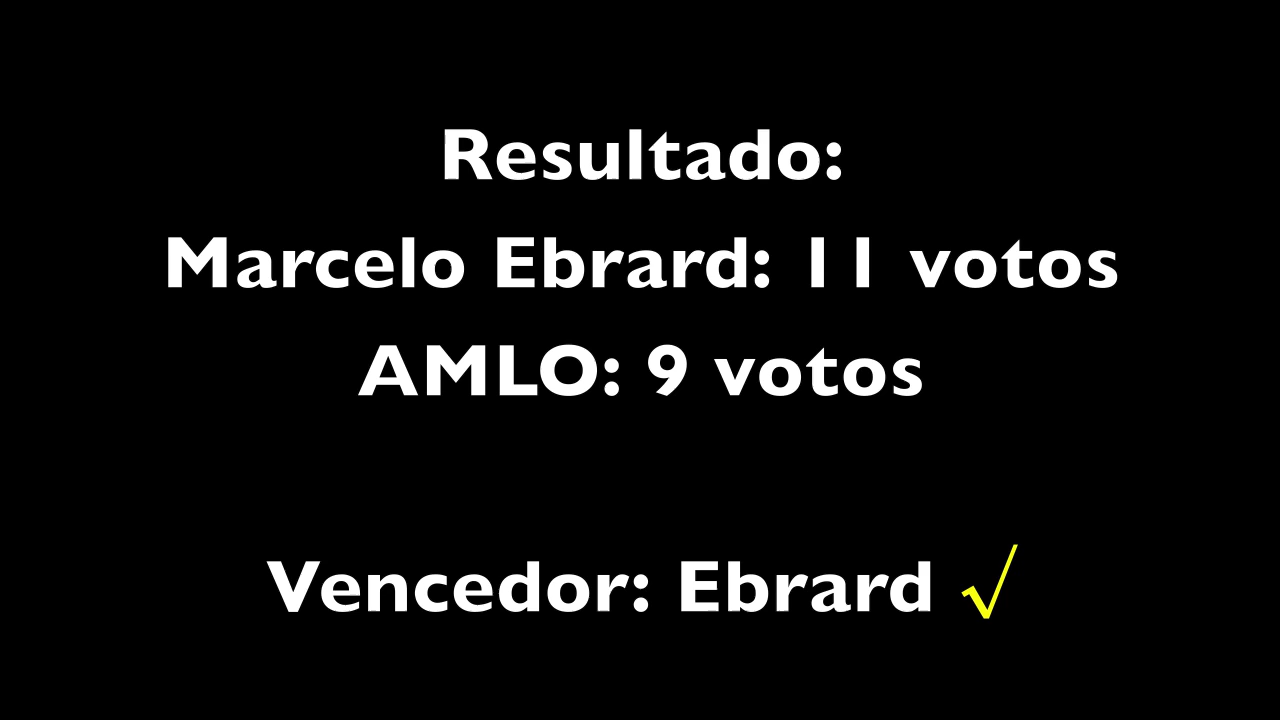 Resultado:
Marcelo Ebrard: 11 votos
AMLO: 9 votos
Vencedor: Ebrard √